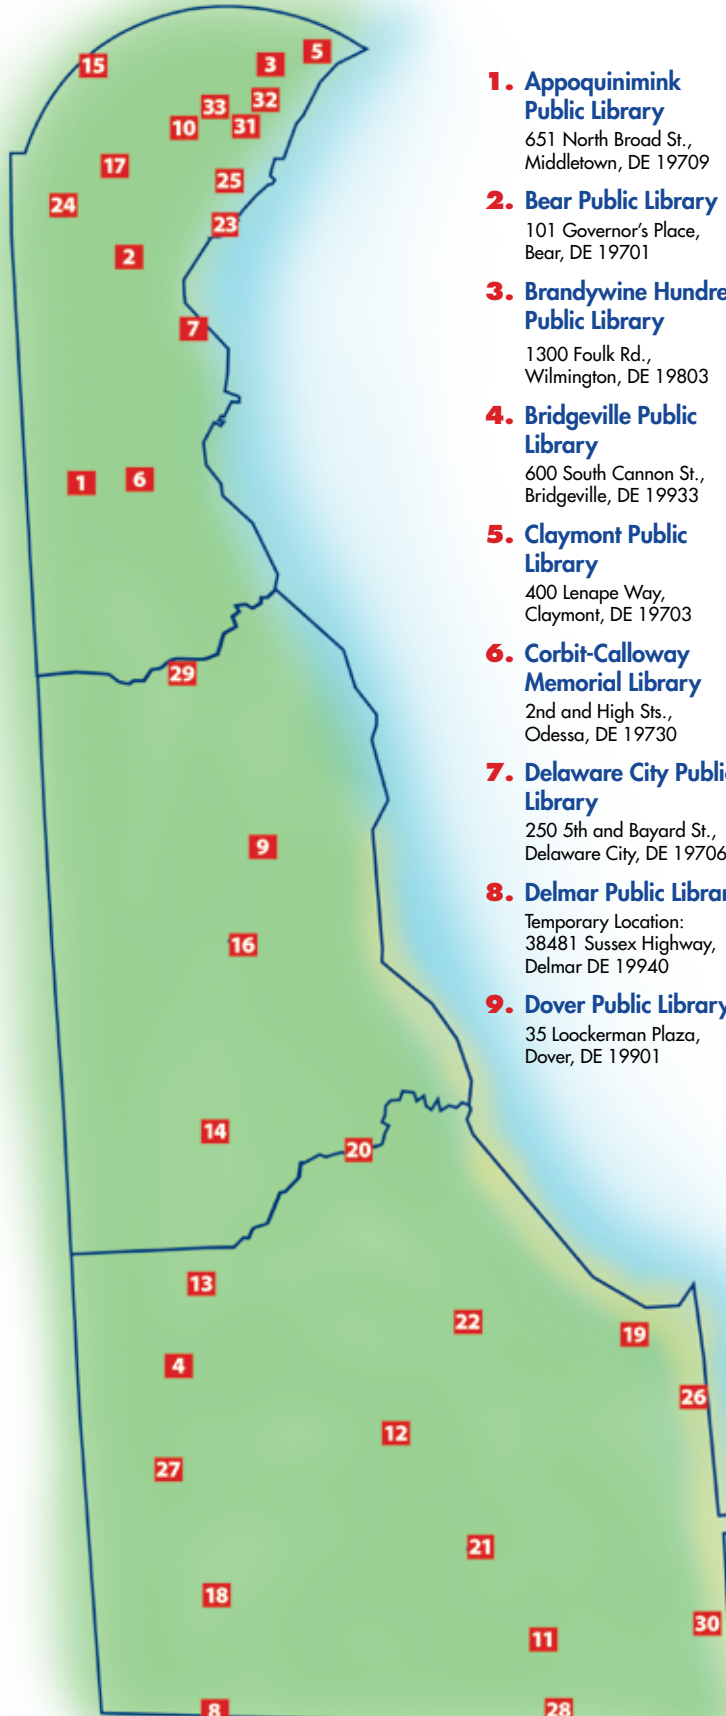 15
5
3
33
32
10
31
17
25
24
23
2
7
1
6
29
9
16
14
20
13
22
19
4
26
12
27
21
18
30
11
8
28
1. Appoquinimink
Public Library
651 North Broad St.,
Middletown, DE 19709
2. Bear Public Library
101 Governor's Place,
Bear, DE 19701
3. Brandywine Hundre
Public Library
1300 Foulk Rd.,
Wilmington, DE 19803
4. Bridgeville Public
Library
600 South Cannon St.,
Bridgeville, DE 19933
5. Claymont Public
Library
400 Lenape Way,
Claymont, DE 19703
6. Corbit-Calloway
Memorial Library
2nd and High Sts.,
Odessa, DE 19730
7. Delaware City Public
Library
250 5th and Bayard St.,
Delaware City, DE 19706
8. Delmar Public Librar
Temporary Location:
38481 Sussex Highway,
Delmar DE 19940
9. Dover Public Library
35 Loockerman Plaza,
Dover, DE 19901